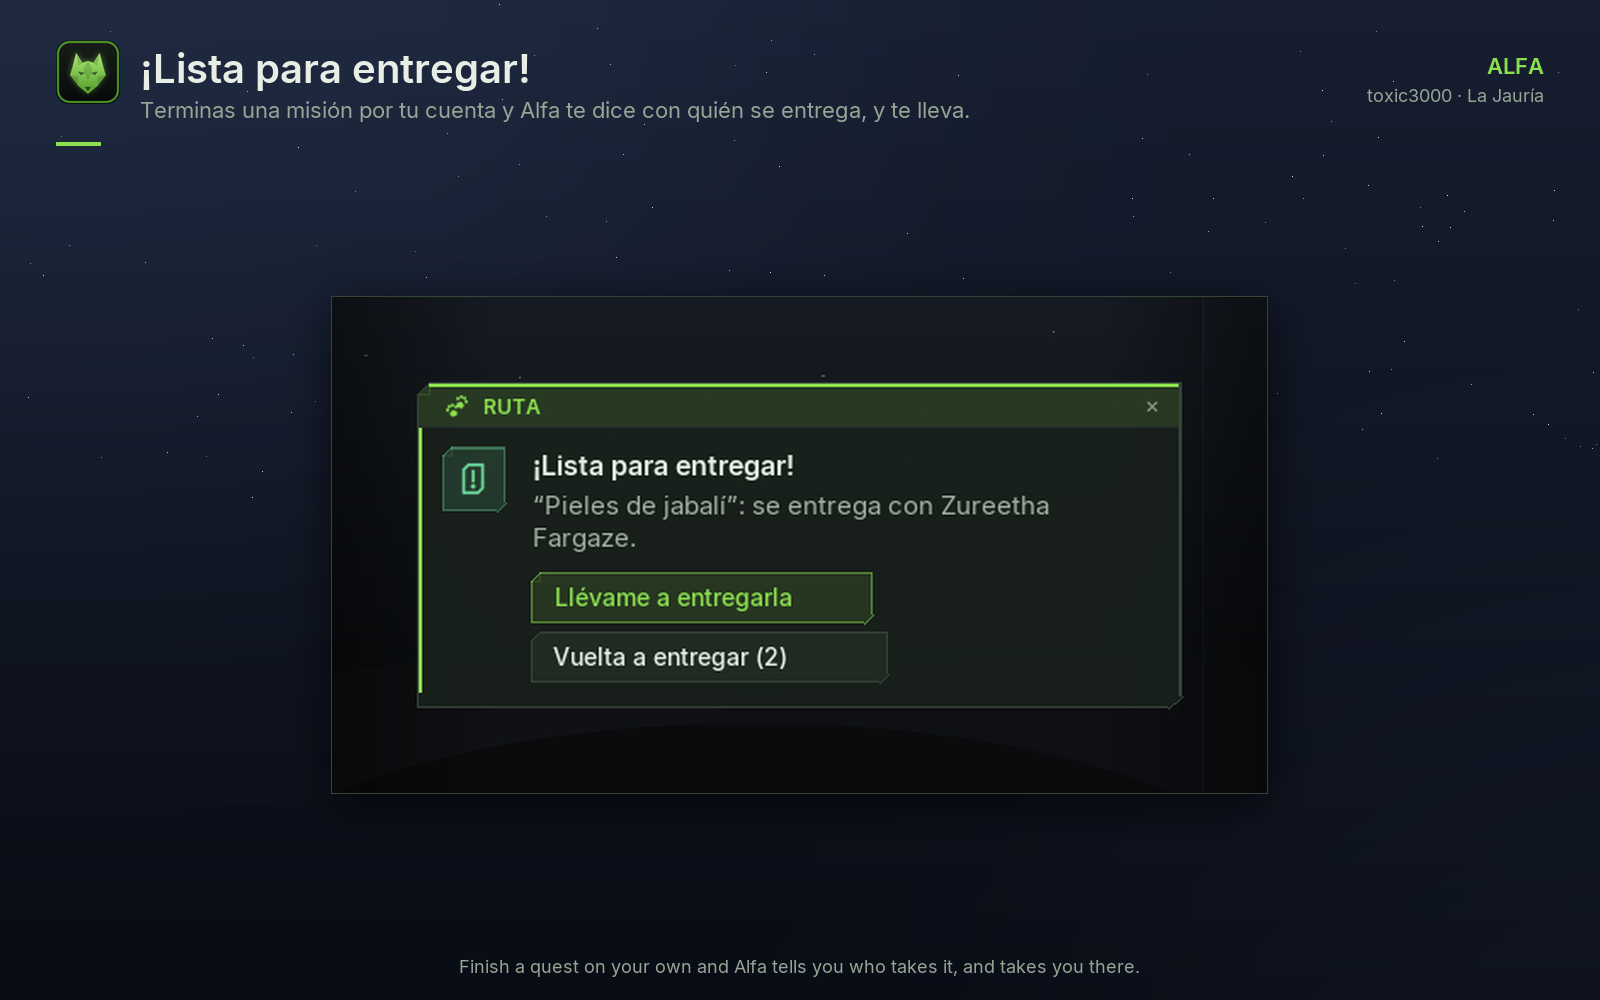 ¡Lista para entregar!
Terminas una misión por tu cuenta y Alfa te dice con quién se entrega, y te lleva.
ALFA
toxic3000 · La Jauría
RUTA
×
¡Lista para entregar!
“Pieles de jabalí”: se entrega con Zureetha
Fargaze.
Llévame a entregarla
Vuelta a entregar (2)
Finish a quest on your own and Alfa tells you who takes it, and takes you there.